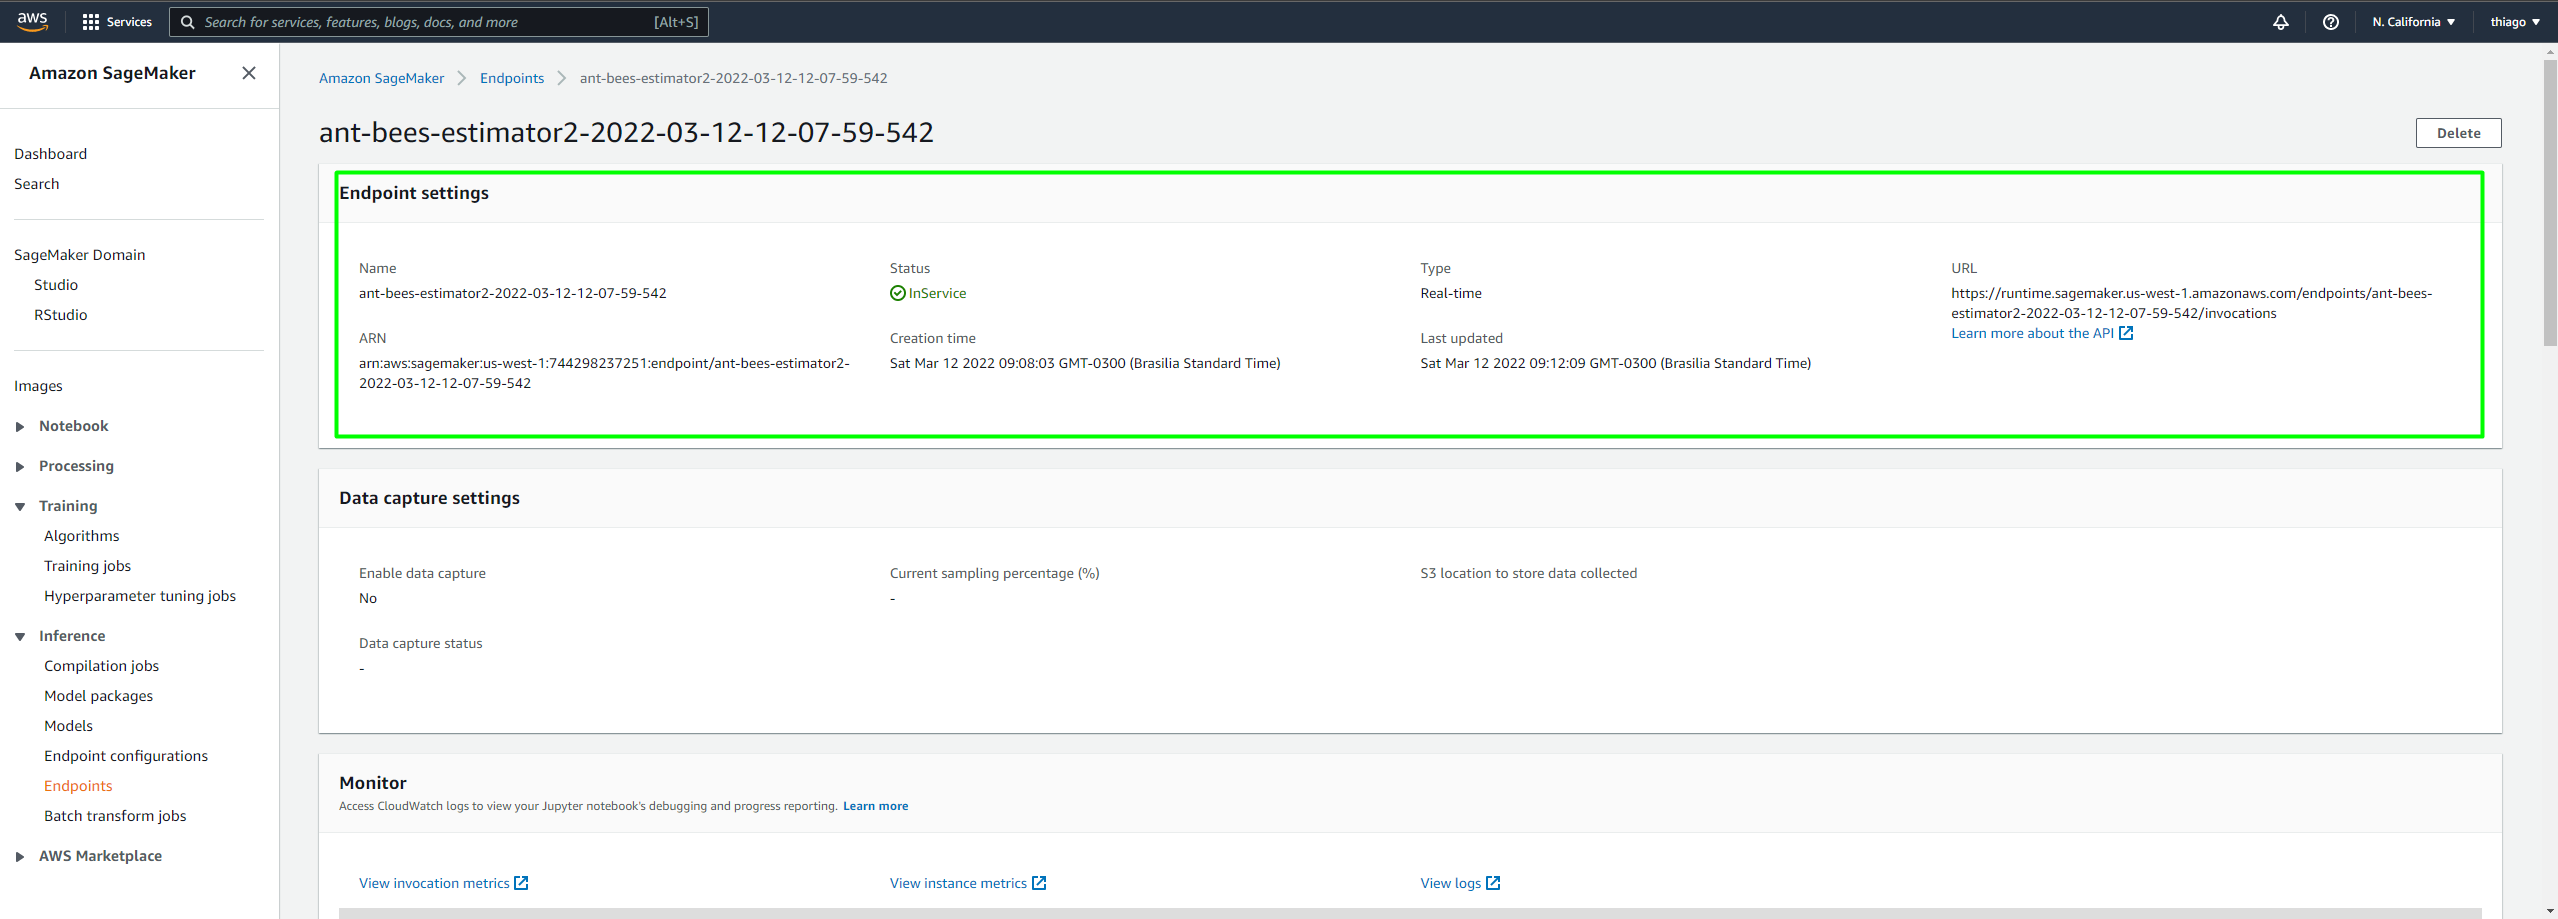 aws
Services
Search for services, features, blogs, docs, and more
[Alt+S]
N. California
thiago
Amazon SageMaker
Dashboard
Search
SageMaker Domain
Studio
RStudio
Images
Notebook
Processing
Training
Algorithms
Training jobs
Hyperparameter tuning jobs
Inference
Compilation jobs
Model packages
Models
Endpoint configurations
Endpoints
Batch transform jobs
AWS Marketplace
Amazon SageMaker
Endpoints
ant-bees-estimator2-2022-03-12-12-07-59-542
ant-bees-estimator2-2022-03-12-12-07-59-542
Delete
Endpoint settings
Name
ant-bees-estimator2-2022-03-12-12-07-59-542
Status
InService
Type
Real-time
URL
https://runtime.sagemaker.us-west-1.amazonaws.com/endpoints/ant-bees-
estimator2-2022-03-12-12-07-59-542/invocations
Learn more about the API
ARN
arn:aws:sagemaker:us-west-1:744298237251:endpoint/ant-bees-estimator2-
2022-03-12-12-07-59-542
Creation time
Sat Mar 12 2022 09:08:03 GMT-0300 (Brasilia Standard Time)
Last updated
Sat Mar 12 2022 09:12:09 GMT-0300 (Brasilia Standard Time)
Data capture settings
Enable data capture
No
Current sampling percentage (%)
-
S3 location to store data collected
Data capture status
-
Monitor
Access CloudWatch logs to view your Jupyter notebook's debugging and progress reporting. Learn more
View invocation metrics
View instance metrics
View logs